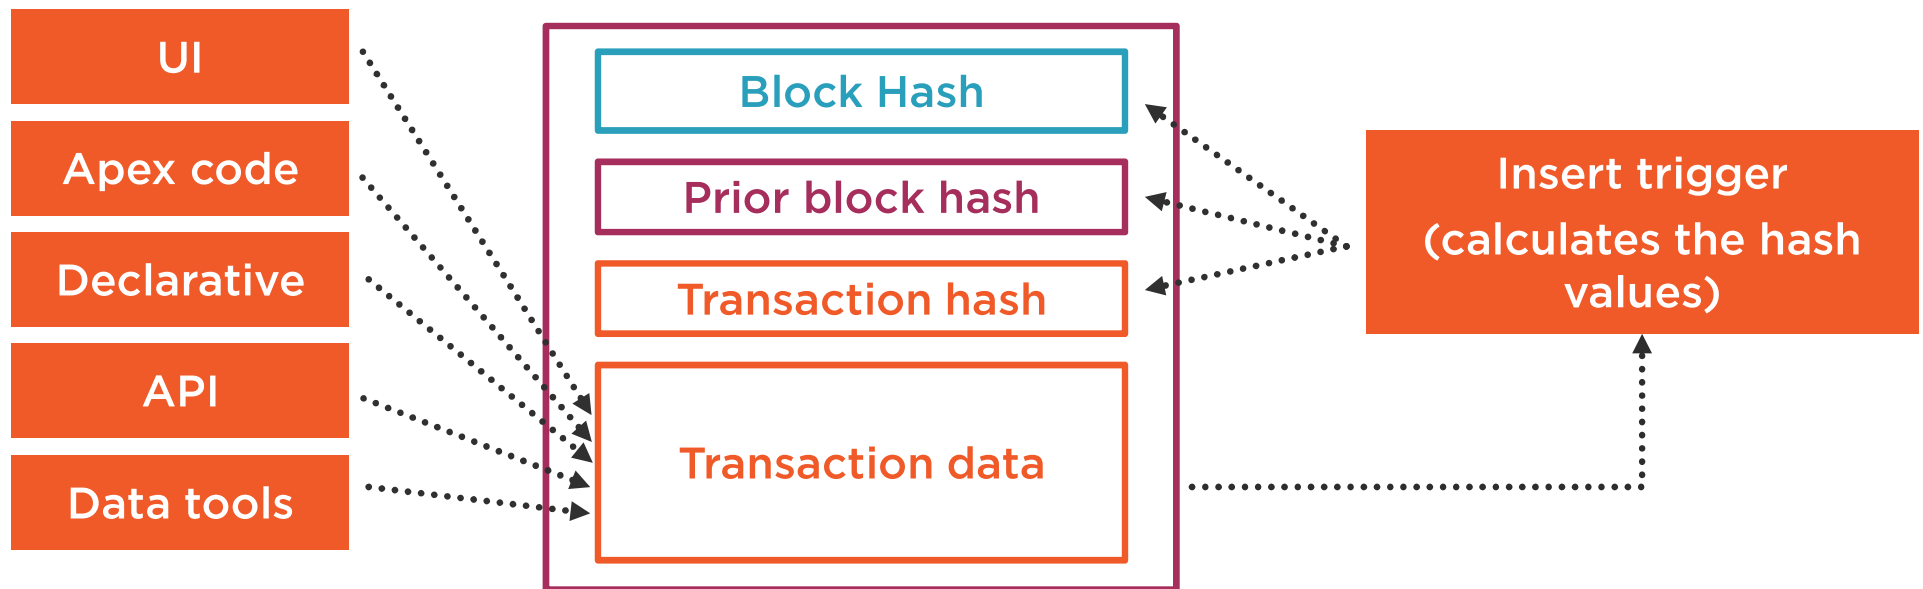 UI
Apex code
Declarative
API
Data tools
Block Hash
Prior block hash
Transaction hash
Transaction data
Insert trigger
(calculates the hash
values)